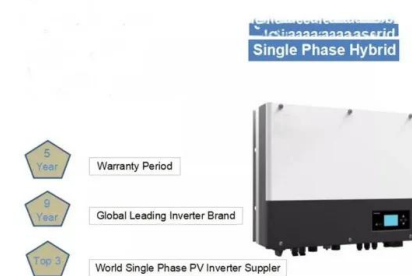 Single Phase Hybrid
5
Year
Warranty Period
9
Year
Global Leading Inverter Brand
Top 3
World Single Phase PV Inverter Suppler